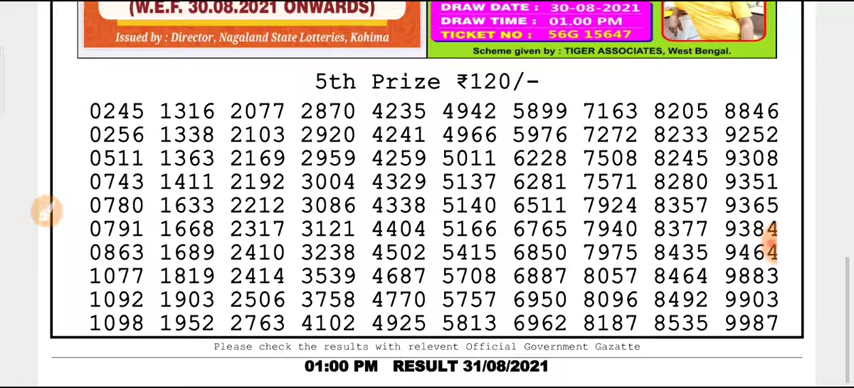 (W.E.F. 30.08.2021 ONWARDS)
Issued by : Director, Nagaland State Lotteries, Kohima
DRAW DATE : 30-08-2021
DRAW TIME : 01.00 PM
TICKET NO : 56G 15647
Scheme given by : TIGER ASSOCIATES, West Bengal.
5th Prize ₹120/-
0245 1316 2077 2870 4235 4942 5899 7163 8205 8846
0256 1338 2103 2920 4241 4966 5976 7272 8233 9252
0511 1363 2169 2959 4259 5011 6228 7508 8245 9308
0743 1411 2192 3004 4329 5137 6281 7571 8280 9351
0780 1633 2212 3086 4338 5140 6511 7924 8357 9365
0791 1668 2317 3121 4404 5166 6765 7940 8377 9384
0863 1689 2410 3238 4502 5415 6850 7975 8435 9464
1077 1819 2414 3539 4687 5708 6887 8057 8464 9883
1092 1903 2506 3758 4770 5757 6950 8096 8492 9903
1098 1952 2763 4102 4925 5813 6962 8187 8535 9987
Please check the results with relevent Official Government Gazatte
01:00 PM RESULT 31/08/2021